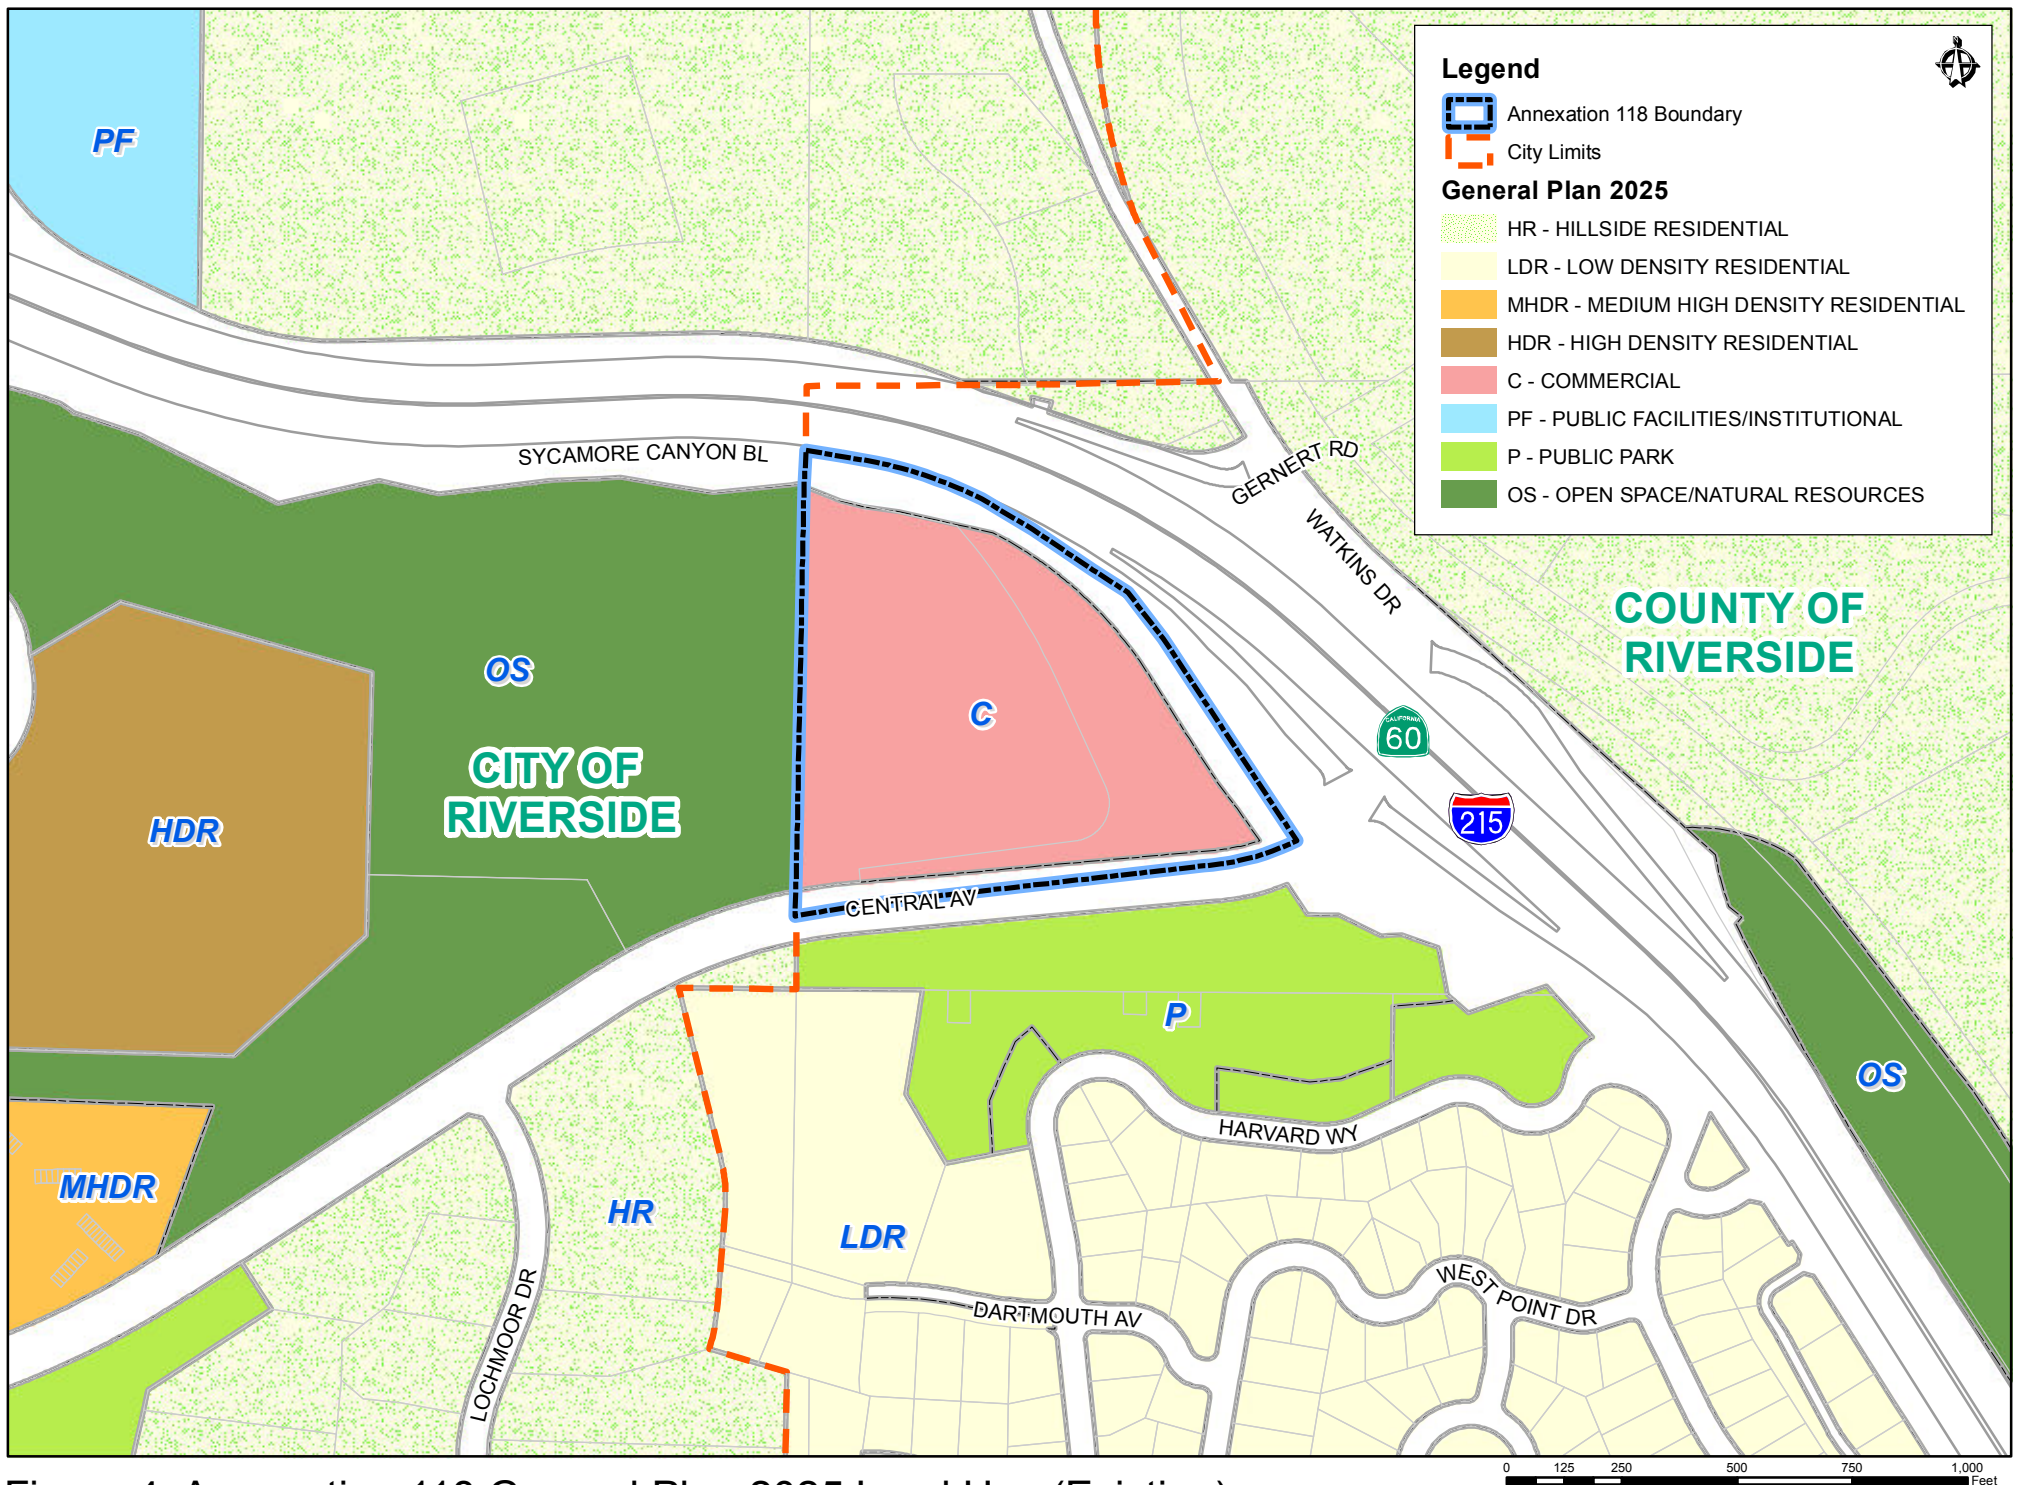 Legend
Annexation 118 Boundary
City Limits
General Plan 2025
HR - HILLSIDE RESIDENTIAL
LDR - LOW DENSITY RESIDENTIAL
MHDR - MEDIUM HIGH DENSITY RESIDENTIAL
HDR - HIGH DENSITY RESIDENTIAL
C - COMMERCIAL
PF - PUBLIC FACILITIES/INSTITUTIONAL
P - PUBLIC PARK
OS - OPEN SPACE/NATURAL RESOURCES
PF
SYCAMORE CANYON BL
GERNERT RD
WATKINS DR
COUNTY OF
RIVERSIDE
OS
C
CALIFORNIA
60
CITY OF
RIVERSIDE
215
HDR
CENTRAL AV
P
OS
HARVARD WY
MHDR
HR
LDR
WEST POINT DR
DARTMOUTH AV
LOCHMOOR DR
0 125 250 500 750 1,000
Feet